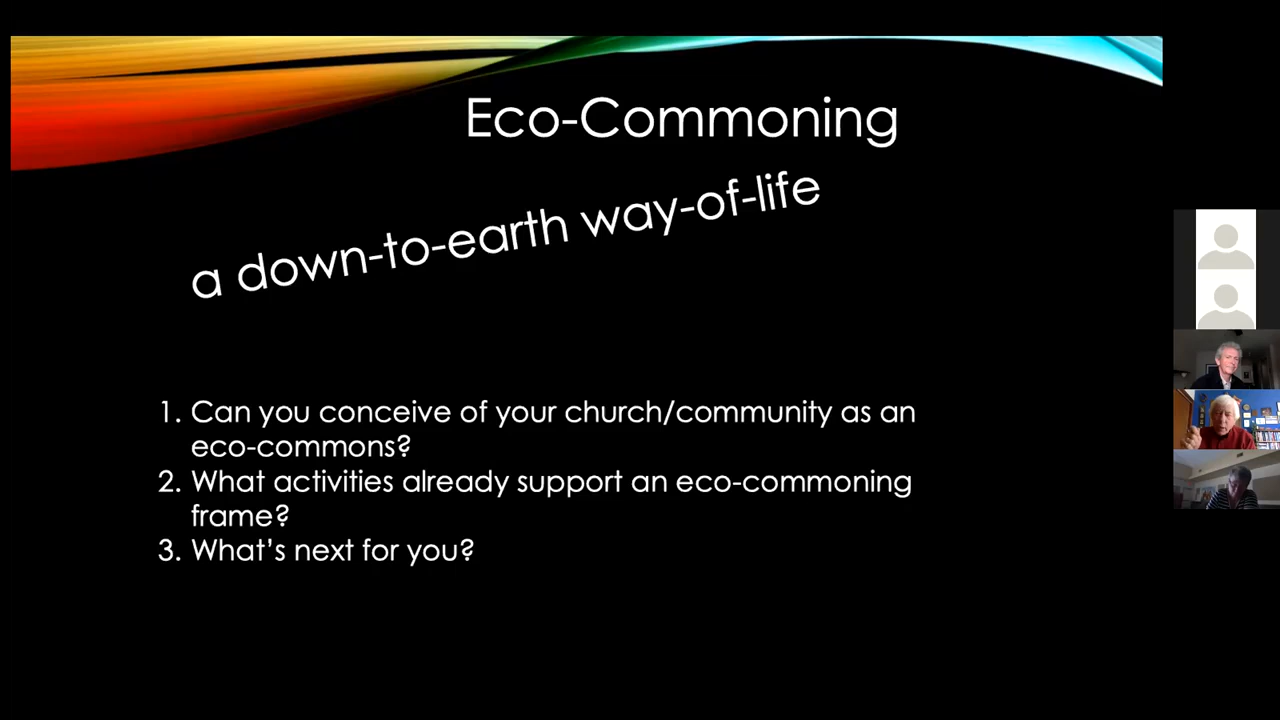 Eco-Commoning
a down-to-earth way-of-life
1. Can you conceive of your church/community as an
eco-commons?
2. What activities already support an eco-commoning
frame?
3. What's next for you?